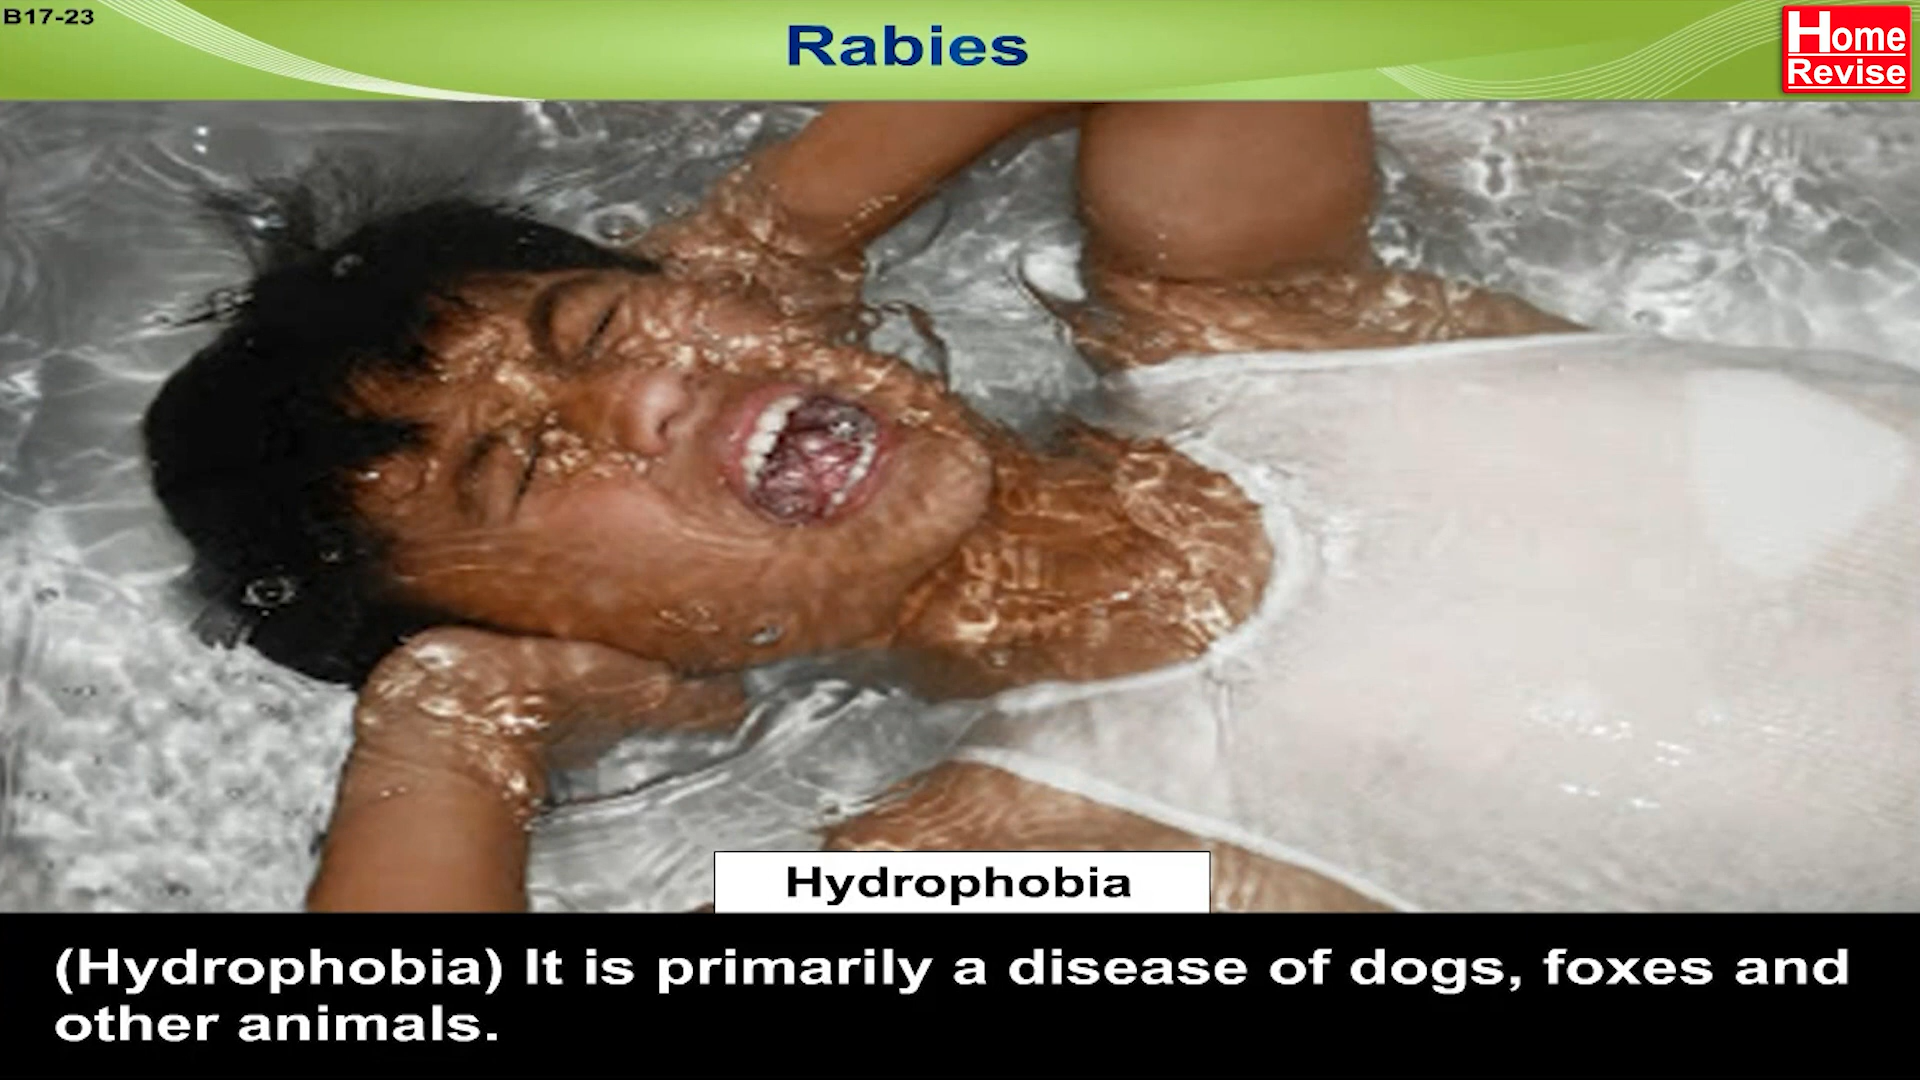 B17-23
Rabies
Home
Revise
Hydrophobia
(Hydrophobia) It is primarily a disease of dogs, foxes and
other animals.